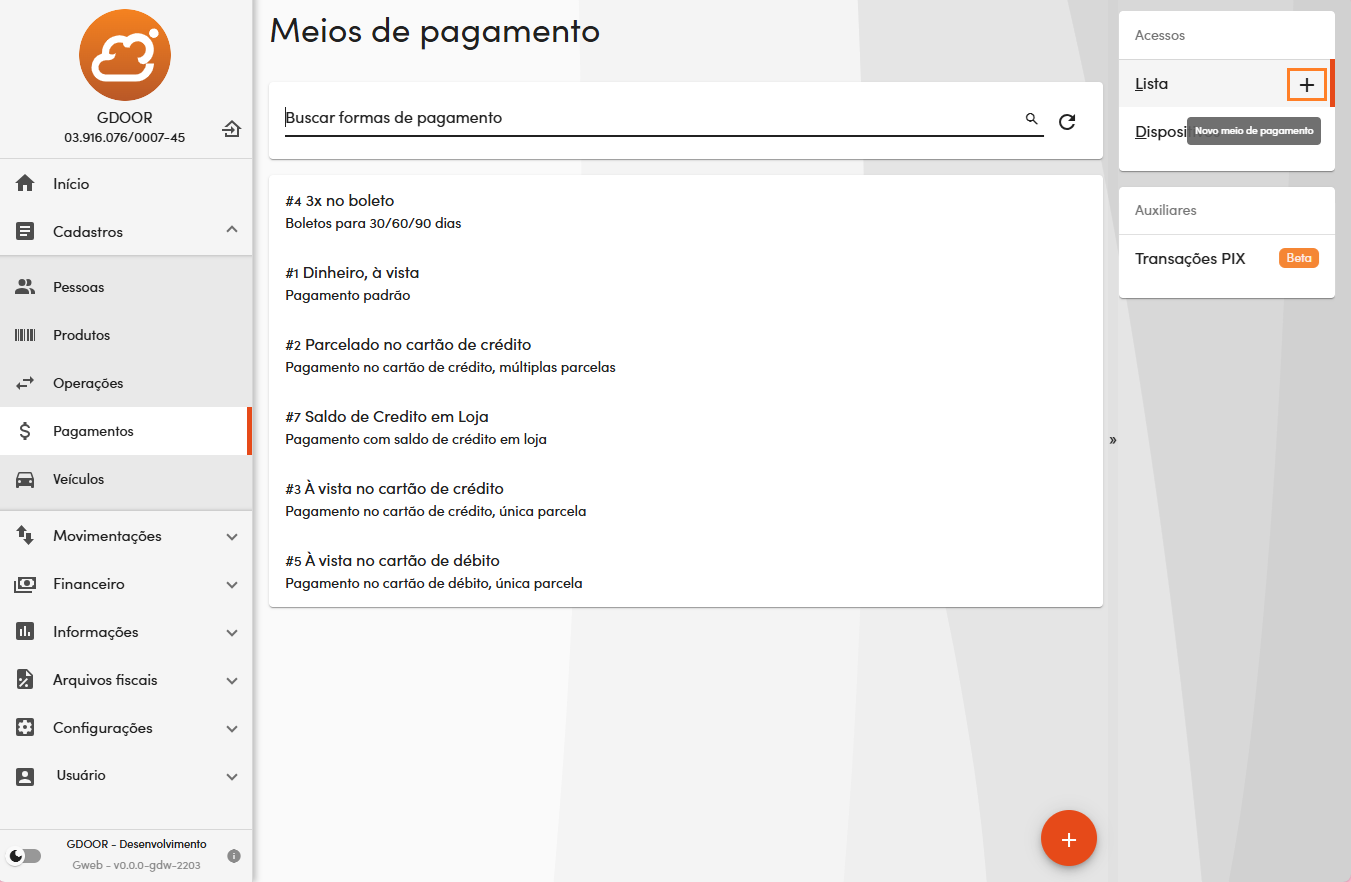 GDOOR
03.916.076/0007-45
Início
Cadastros
Pessoas
Produtos
Operações
Pagamentos
Veículos
Movimentações
Financeiro
Informações
Arquivos fiscais
Configurações
Usuário
GDOOR - Desenvolvimento
Gweb - v0.0.0-gdw-2203
Meios de pagamento
Buscar formas de pagamento
#4 3x no boleto
Boletos para 30/60/90 dias
#1 Dinheiro, à vista
Pagamento padrão
#2 Parcelado no cartão de crédito
Pagamento no cartão de crédito, múltiplas parcelas
#7 Saldo de Credito em Loja
Pagamento com saldo de crédito em loja
#3 À vista no cartão de crédito
Pagamento no cartão de crédito, única parcela
#5 À vista no cartão de débito
Pagamento no cartão de débito, única parcela
»
Acessos
Lista
Novo meio de pagamento
Auxiliares
Transações PIX Beta